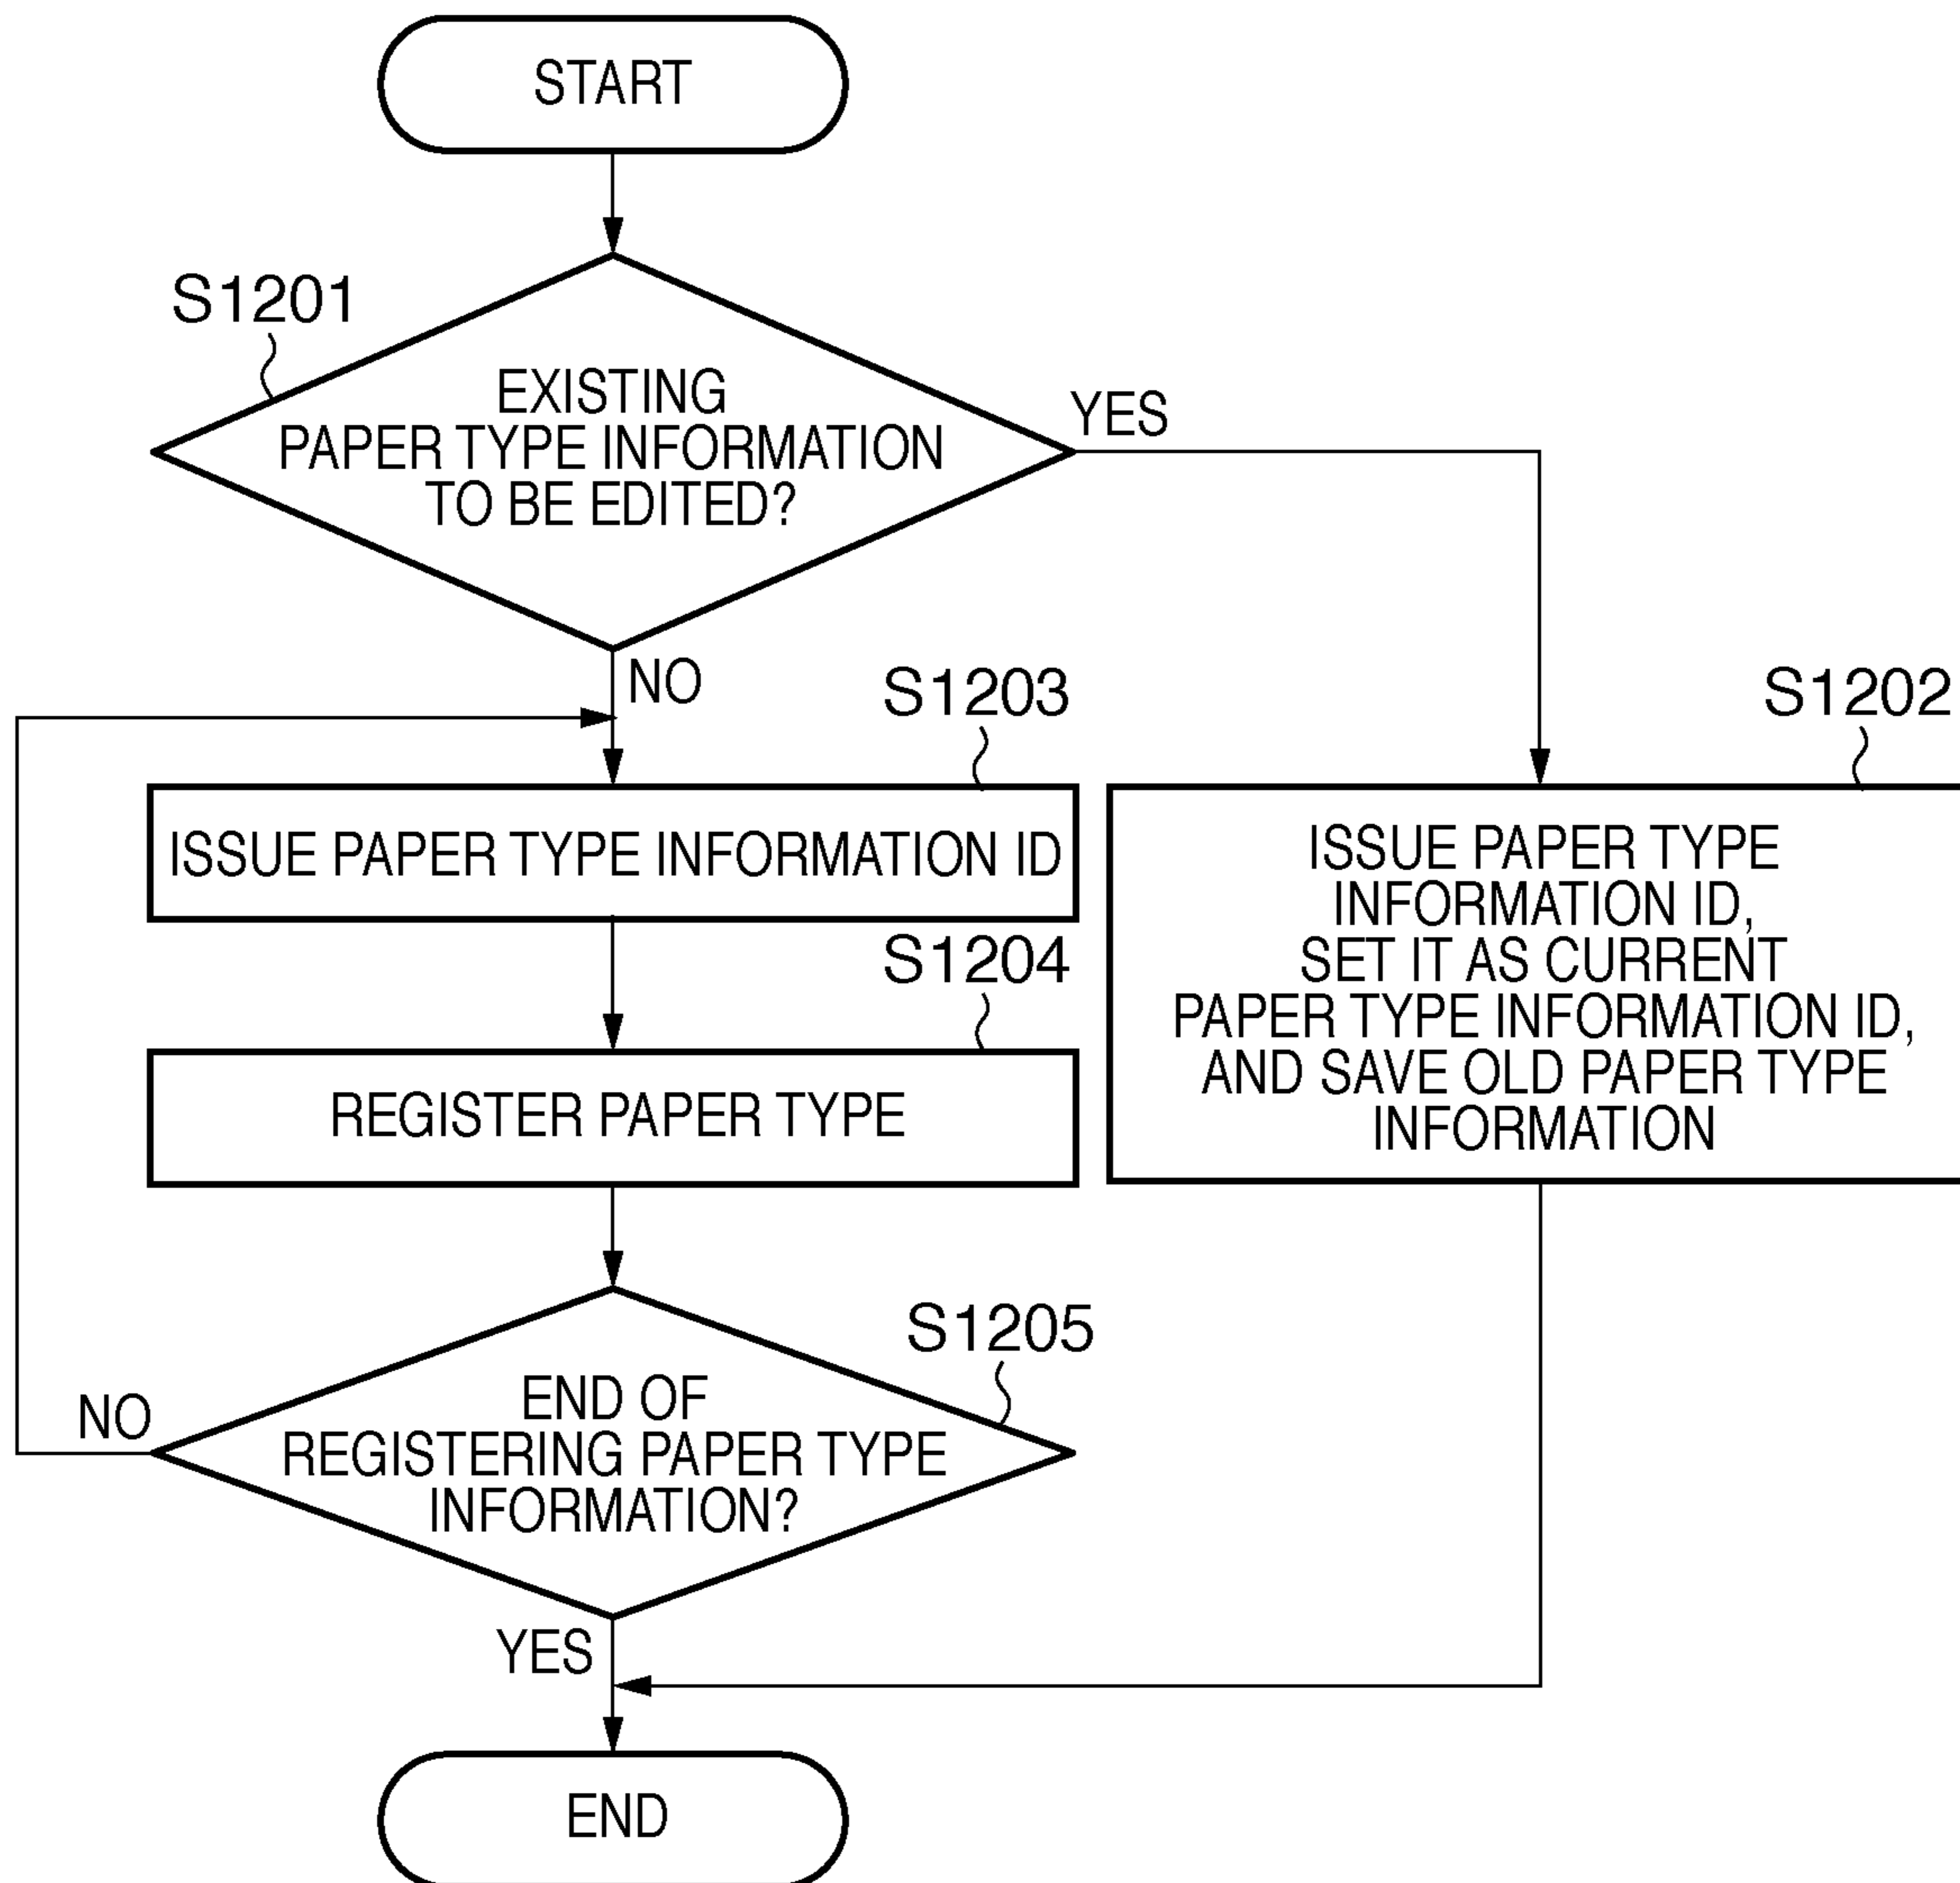 START
S1201
EXISTING
PAPER TYPE INFORMATION
TO BE EDITED?
YES
NO
S1203
S1202
ISSUE PAPER TYPE INFORMATION ID
ISSUE PAPER TYPE
INFORMATION ID,
SET IT AS CURRENT
PAPER TYPE INFORMATION ID,
AND SAVE OLD PAPER TYPE
INFORMATION
S1204
REGISTER PAPER TYPE
S1205
END OF
REGISTERING PAPER TYPE
INFORMATION?
NO
YES
END